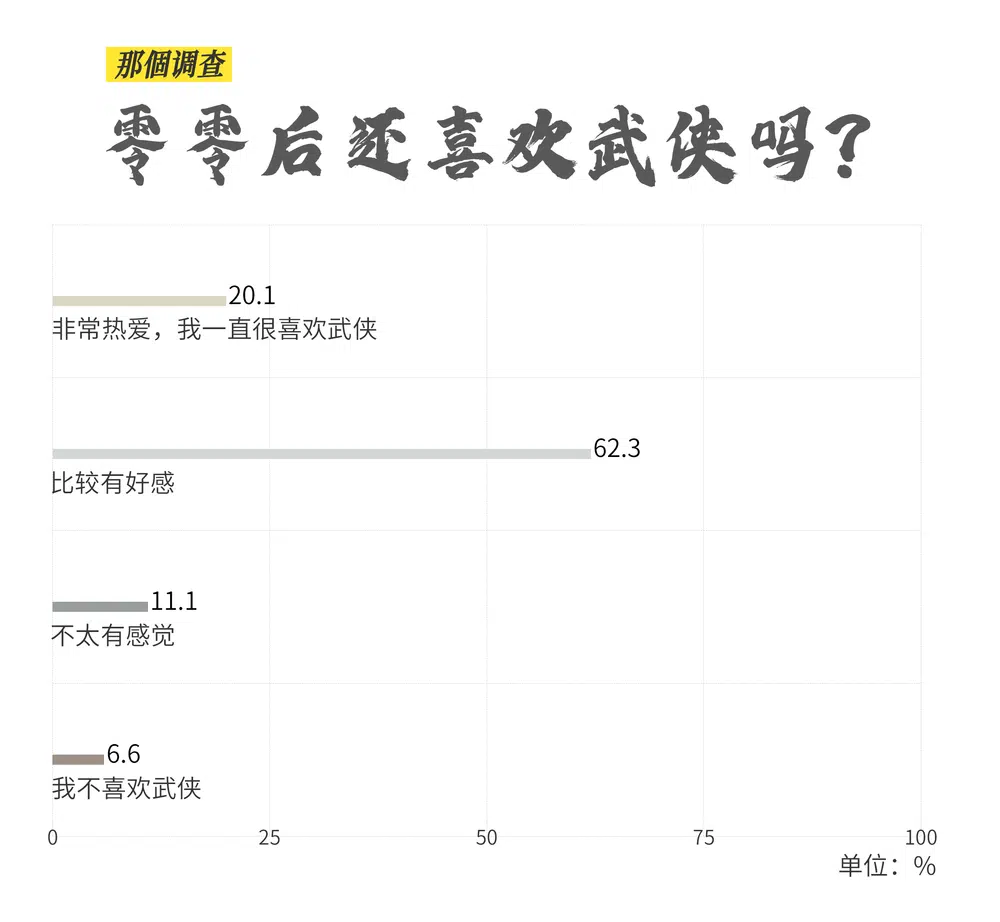 那個调查
零零后还喜欢武侠吗？
20.1
非常热爱，我一直很喜欢武侠
62.3
比较有好感
11.1
不太有感觉
6.6
我不喜欢武侠
0 25 50 75 100
单位：%